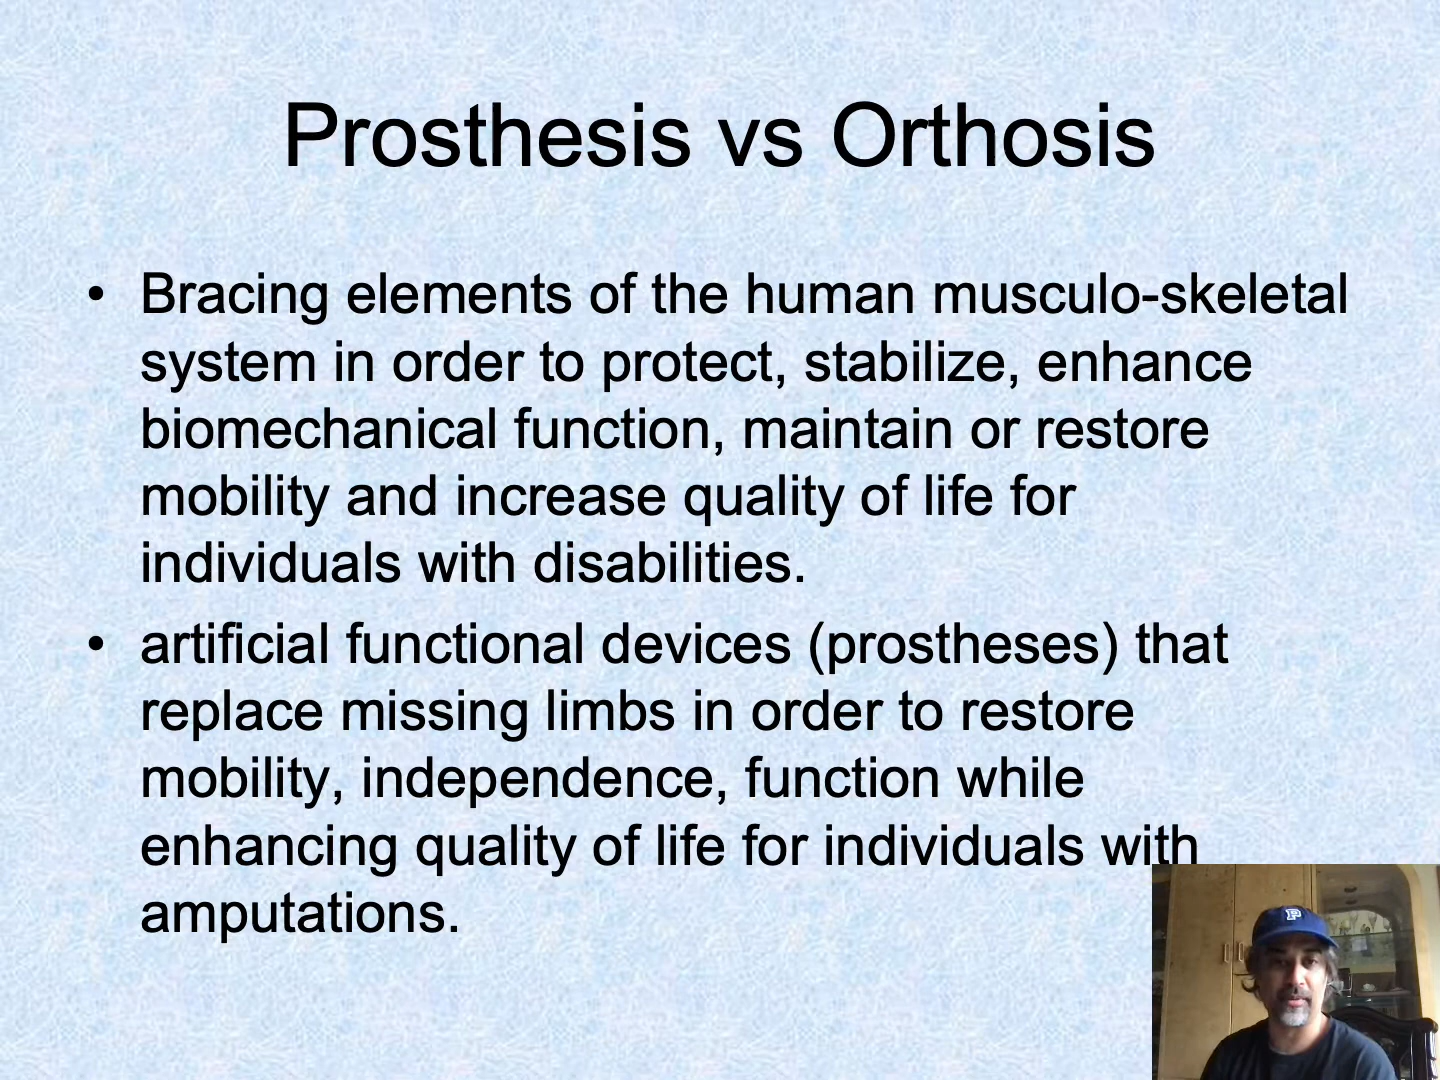 Prosthesis vs Orthosis
• Bracing elements of the human musculo-skeletal
system in order to protect, stabilize, enhance
biomechanical function, maintain or restore
mobility and increase quality of life for
individuals with disabilities.
• artificial functional devices (prostheses) that
replace missing limbs in order to restore
mobility, independence, function while
enhancing quality of life for individuals with
amputations.
P